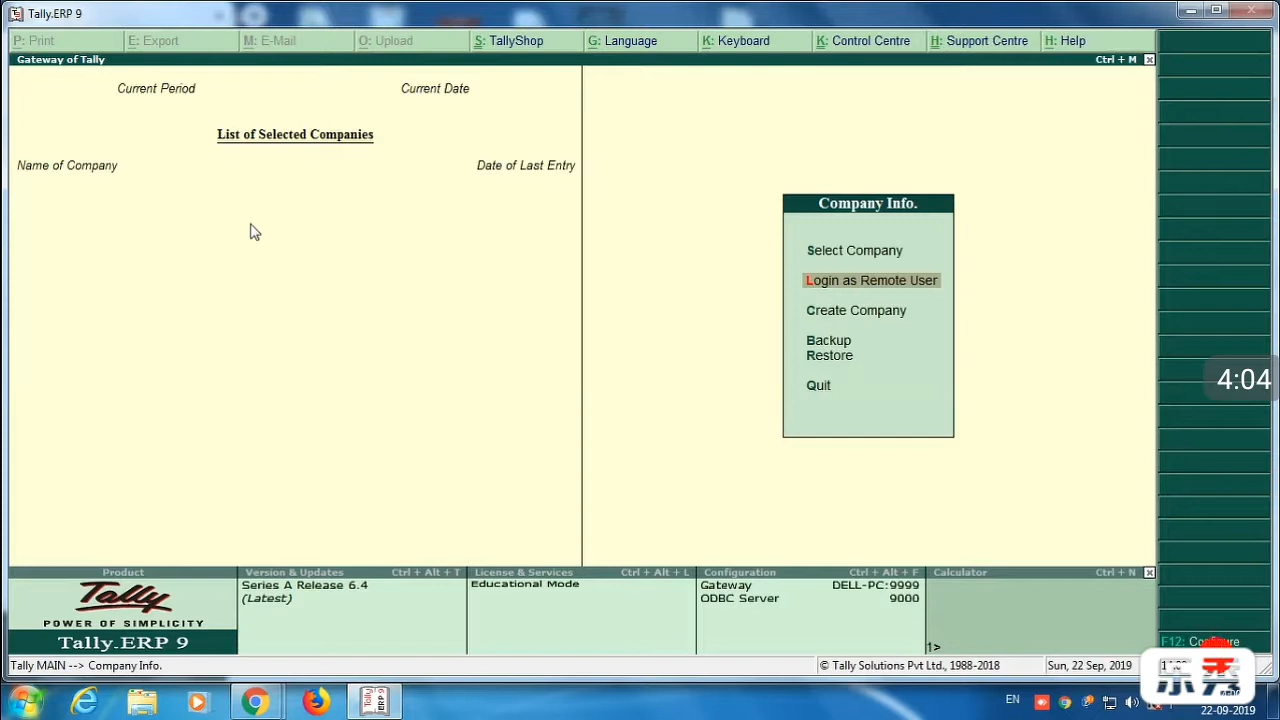 Tally.ERP 9
P: Print E: Export M: E-Mail O: Upload S: TallyShop G: Language K: Keyboard K: Control Centre H: Support Centre H: Help
Gateway of Tally Ctrl + M
Current Period Current Date
List of Selected Companies
Name of Company Date of Last Entry
Company Info.
Select Company
Login as Remote User
Create Company
Backup
Restore
Quit
4:04
Product Version & Updates Ctrl + Alt + T License & Services Ctrl + Alt + L Configuration Ctrl + Alt + F Calculator Ctrl + N
Tally
POWER OF SIMPLICITY
Tally.ERP 9
Series A Release 6.4
(Latest)
Educational Mode
Gateway DELL-PC:9999
ODBC Server 9000
1>
F12: Configure
Tally MAIN --> Company Info. © Tally Solutions Pvt Ltd., 1988-2018 Sun, 22 Sep, 2019
乐秀
EN
22-09-2019